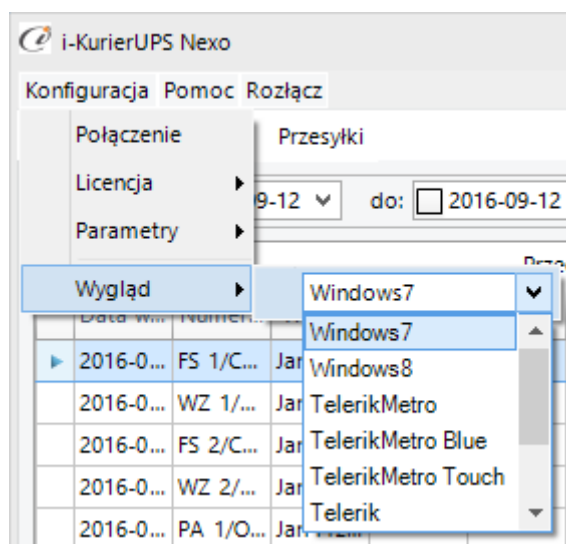 i-KurierUPS Nexo
Konfiguracja Pomoc Rozłącz
Połączenie Przesyłki
Licencja 9-12 do: 2016-09-12
Parametry
Wygląd Windows7
Data w... Numer... Windows7
2016-0... FS 1/C... Jan Windows8
2016-0... WZ 1/... Jan TelerikMetro
2016-0... FS 2/C... Jan TelerikMetro Blue
2016-0... WZ 2/... Jan TelerikMetro Touch
Telerik
2016-0... PA 1/O... Jan